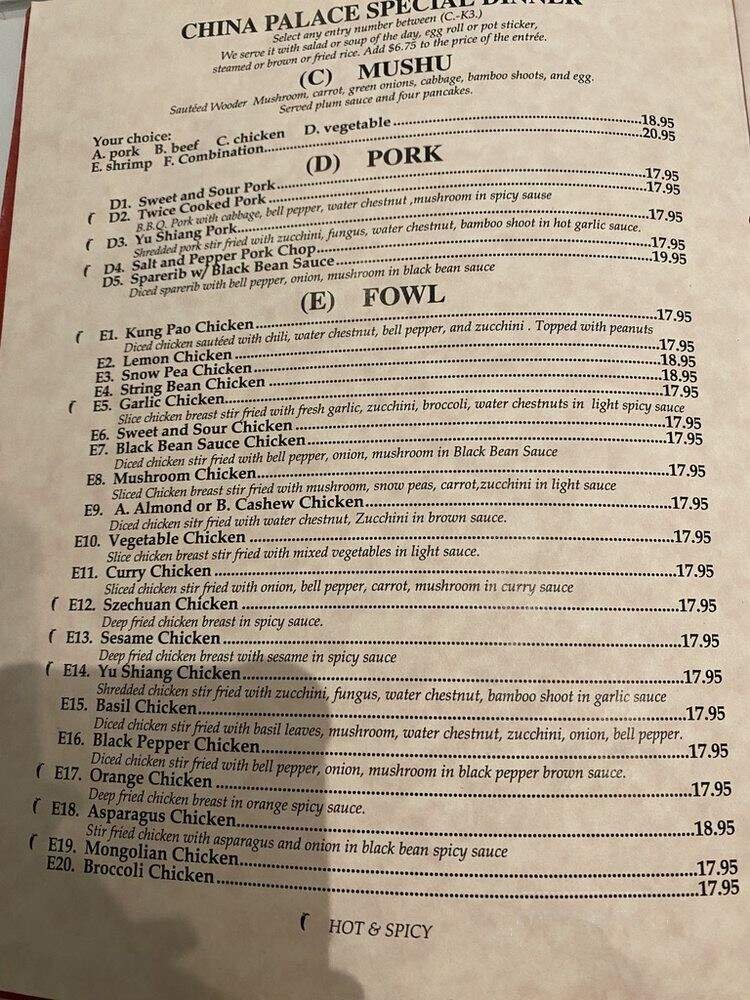 CHINA PALACE SPECIAL DINNER
Select any entry number between (C.-K3.)
We serve it with salad or soup of the day, egg roll or pot sticker,
steamed or brown or fried rice. Add $6.75 to the price of the entrée.
(C) MUSHU
Sautéed Wooder Mushroom, carrot, green onions, cabbage, bamboo shoots, and egg.
Served plum sauce and four pancakes.
Your choice:
A. pork B. beef C. chicken D. vegetable 18.95
E. shrimp F. Combination 20.95
(D) PORK
D1. Sweet and Sour Pork 17.95
D2. Twice Cooked Pork 17.95
B.B.Q. Pork with cabbage, bell pepper, water chestnut ,mushroom in spicy sause
D3. Yu Shiang Pork 17.95
Shredded pork stir fried with zucchini, fungus, water chestnut, bamboo shoot in hot garlic sauce.
D4. Salt and Pepper Pork Chop 17.95
D5. Sparerib w/ Black Bean Sauce 19.95
Diced sparerib with bell pepper, onion, mushroom in black bean sauce
(E) FOWL
E1. Kung Pao Chicken 17.95
Diced chicken sautéed with chili, water chestnut, bell pepper, and zucchini . Topped with peanuts
E2. Lemon Chicken 17.95
E3. Snow Pea Chicken 18.95
E4. String Bean Chicken 18.95
E5. Garlic Chicken 17.95
Slice chicken breast stir fried with fresh garlic, zucchini, broccoli, water chestnuts in light spicy sauce
E6. Sweet and Sour Chicken 17.95
E7. Black Bean Sauce Chicken 17.95
Diced chicken stir fried with bell pepper, onion, mushroom in Black Bean Sauce
E8. Mushroom Chicken 17.95
Sliced Chicken breast stir fried with mushroom, snow peas, carrot,zucchini in light sauce
E9. A. Almond or B. Cashew Chicken 17.95
Diced chicken sitr fried with water chestnut, Zucchini in brown sauce.
E10. Vegetable Chicken 17.95
Slice chicken breast stir fried with mixed vegetables in light sauce.
E11. Curry Chicken 17.95
Sliced chicken stir fried with onion, bell pepper, carrot, mushroom in curry sauce
E12. Szechuan Chicken 17.95
Deep fried chicken breast in spicy sauce.
E13. Sesame Chicken 17.95
Deep fried chicken breast with sesame in spicy sauce
E14. Yu Shiang Chicken 17.95
Shredded chicken stir fried with zucchini, fungus, water chestnut, bamboo shoot in garlic sauce
E15. Basil Chicken 17.95
Diced chicken stir fried with basil leaves, mushroom, water chestnut, zucchini, onion, bell pepper.
E16. Black Pepper Chicken 17.95
Diced chicken stir fried with bell pepper, onion, mushroom in black pepper brown sauce.
E17. Orange Chicken 17.95
Deep fried chicken breast in orange spicy sauce.
E18. Asparagus Chicken 18.95
Stir fried chicken with asparagus and onion in black bean spicy sauce
E19. Mongolian Chicken 17.95
E20. Broccoli Chicken 17.95
HOT & SPICY